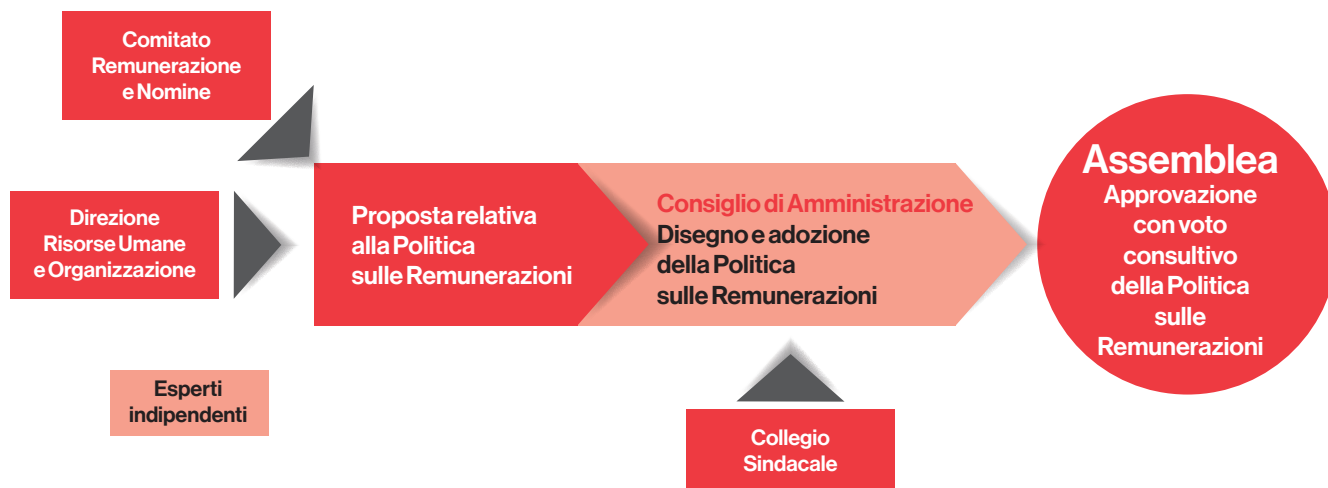 Comitato
Remunerazione
e Nomine
Direzione
Risorse Umane
e Organizzazione
Esperti
indipendenti
Proposta relativa
alla Politica
sulle Remunerazioni
Consiglio di Amministrazione
Disegno e adozione
della Politica
sulle Remunerazioni
Collegio
Sindacale
Assemblea
Approvazione
con voto
consultivo
della Politica
sulle
Remunerazioni